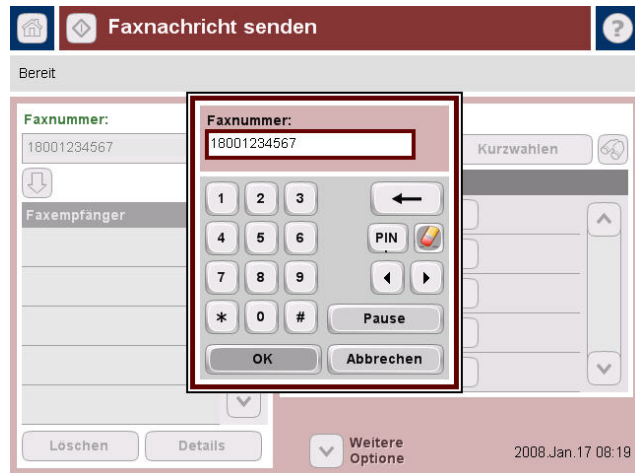 Faxnachricht senden
?
Bereit
Faxnummer:
18001234567
Kurzwahlen
Faxempfänger
Faxnummer:
18001234567
1 2 3
4 5 6 PIN
7 8 9
* 0 # Pause
OK Abbrechen
Löschen Details Weitere Optione 2008.Jan.17 08:19